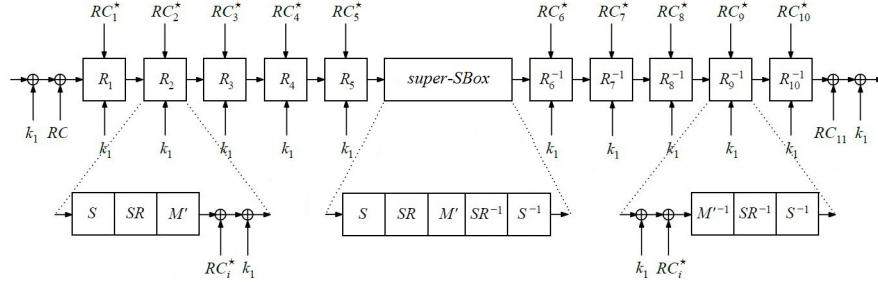 RC₁* RC₂* RC₃* RC₄* RC₅* RC₆* RC₇* RC₈* RC₉* RC₁₀*
R₁ R₂ R₃ R₄ R₅ super-SBox R₆⁻¹ R₇⁻¹ R₈⁻¹ R₉⁻¹ R₁₀⁻¹
k₁ RC k₁ k₁ k₁ k₁ k₁ k₁ k₁ k₁ k₁ k₁ RC₁₁ k₁
S SR M' S SR M' SR⁻¹ S⁻¹ M'⁻¹ SR⁻¹ S⁻¹
RCᵢ* k₁ k₁ RCᵢ*